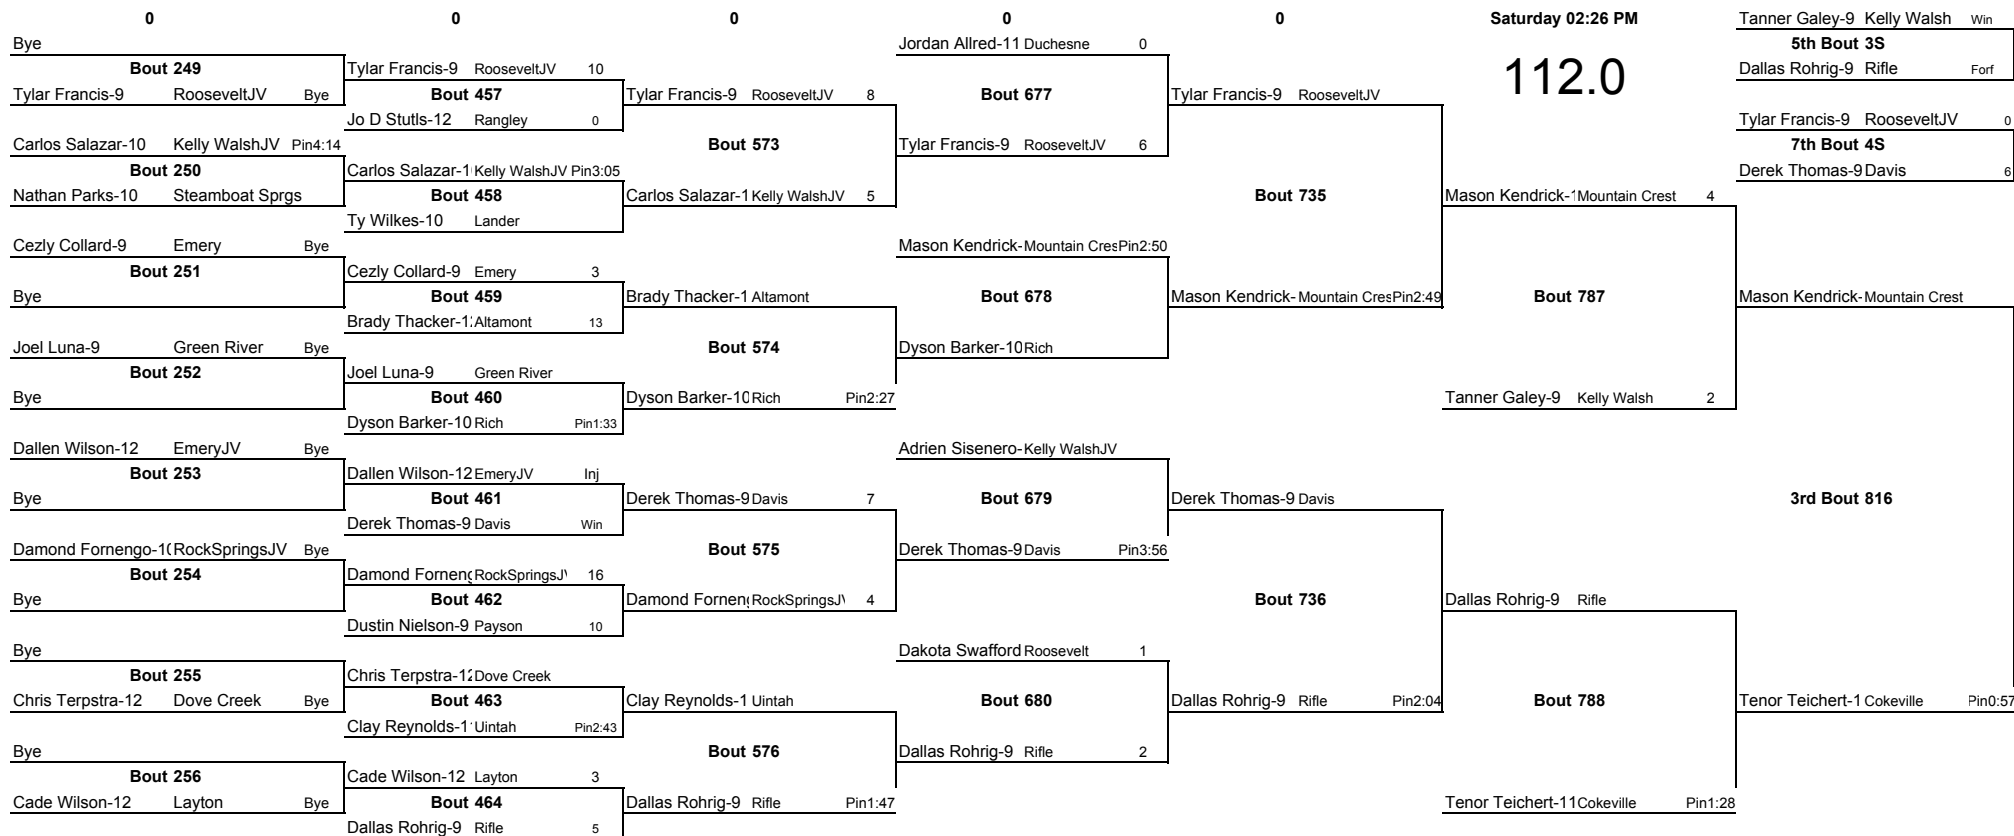 0 0 0 0 0 Saturday 02:26 PM Tanner Galey-9 Kelly Walsh Win
Bye Jordan Allred-11 Duchesne 0 5th Bout 3S
Bout 249 Tylar Francis-9 RooseveltJV 10 112.0 Dallas Rohrig-9 Rifle Forf
Tylar Francis-9 RooseveltJV Bye Bout 457 Tylar Francis-9 RooseveltJV 8 Bout 677 Tylar Francis-9 RooseveltJV
Jo D Stutls-12 Rangley 0 Tylar Francis-9 RooseveltJV 0
Carlos Salazar-10 Kelly WalshJV Pin4:14 Bout 573 Tylar Francis-9 RooseveltJV 6 7th Bout 4S
Bout 250 Carlos Salazar-1 Kelly WalshJV Pin3:05 Derek Thomas-9 Davis 6
Nathan Parks-10 Steamboat Sprgs Bout 458 Carlos Salazar-1 Kelly WalshJV 5 Bout 735 Mason Kendrick-1 Mountain Crest 4
Ty Wilkes-10 Lander
Cezly Collard-9 Emery Bye Mason Kendrick- Mountain Cres Pin2:50
Bout 251 Cezly Collard-9 Emery 3
Bye Bout 459 Brady Thacker-1 Altamont Bout 678 Mason Kendrick- Mountain Cres Pin2:49 Bout 787 Mason Kendrick- Mountain Crest
Brady Thacker-1 Altamont 13
Joel Luna-9 Green River Bye Bout 574 Dyson Barker-10 Rich
Bout 252 Joel Luna-9 Green River
Bye Bout 460 Dyson Barker-10 Rich Pin2:27 Tanner Galey-9 Kelly Walsh 2
Dyson Barker-10 Rich Pin1:33
Dallen Wilson-12 EmeryJV Bye Adrien Sisenero- Kelly WalshJV
Bout 253 Dallen Wilson-12 EmeryJV Inj
Bye Bout 461 Derek Thomas-9 Davis 7 Bout 679 Derek Thomas-9 Davis 3rd Bout 816
Derek Thomas-9 Davis Win
Damond Fornengo-1 RockSpringsJV Bye Bout 575 Derek Thomas-9 Davis Pin3:56
Bout 254 Damond Forneng RockSpringsJ 16
Bye Bout 462 Damond Forneng RockSpringsJ 4 Bout 736 Dallas Rohrig-9 Rifle
Dustin Nielson-9 Payson 10
Bye Dakota Swafford Roosevelt 1
Bout 255 Chris Terpstra-12 Dove Creek
Chris Terpstra-12 Dove Creek Bye Bout 463 Clay Reynolds-1 Uintah Bout 680 Dallas Rohrig-9 Rifle Pin2:04 Bout 788 Tenor Teichert-1 Cokeville Pin0:57
Clay Reynolds-1 Uintah Pin2:43
Bye Bout 576 Dallas Rohrig-9 Rifle 2
Bout 256 Cade Wilson-12 Layton 3
Cade Wilson-12 Layton Bye Bout 464 Dallas Rohrig-9 Rifle Pin1:47 Tenor Teichert-11 Cokeville Pin1:28
Dallas Rohrig-9 Rifle 5